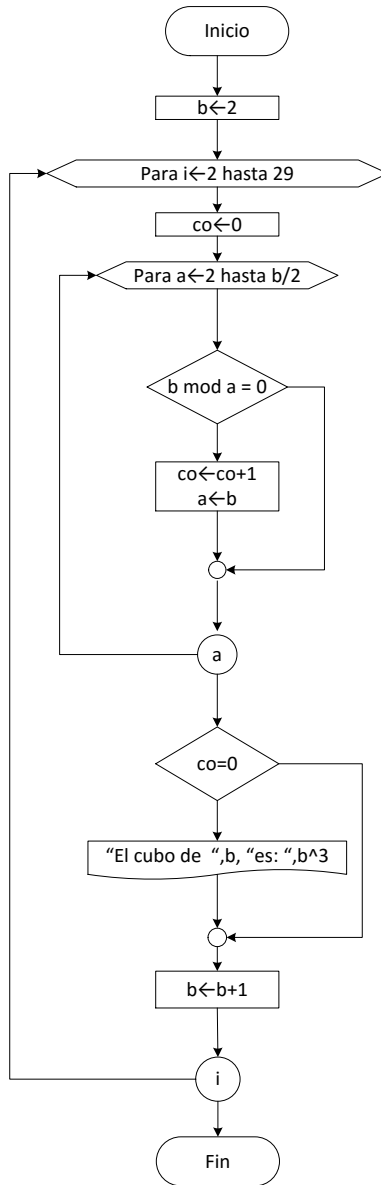 Inicio
b←2
Para i←2 hasta 29
co←0
Para a←2 hasta b/2
b mod a = 0
co←co+1
a←b
a
co=0
“El cubo de “,b, “es: “,b^3
b←b+1
i
Fin